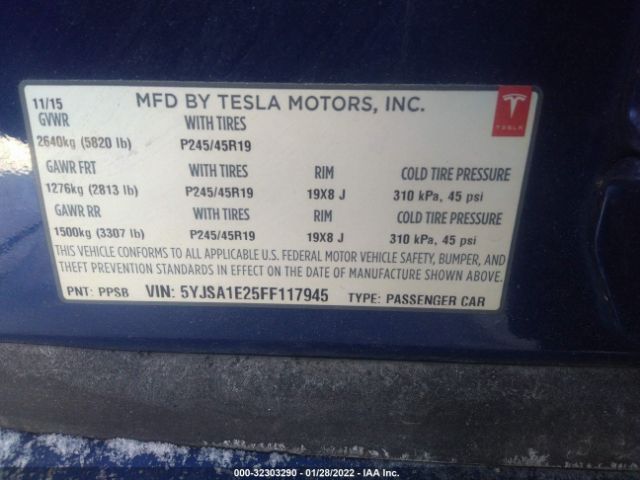 11/15 MFD BY TESLA MOTORS, INC.
GVWR WITH TIRES
2640kg (5820 lb) P245/45R19
GAWR FRT WITH TIRES RIM COLD TIRE PRESSURE
1276kg (2813 lb) P245/45R19 19X8 J 310 kPa, 45 psi
GAWR RR WITH TIRES RIM COLD TIRE PRESSURE
1500kg (3307 lb) P245/45R19 19X8 J 310 kPa, 45 psi
THIS VEHICLE CONFORMS TO ALL APPLICABLE U.S. FEDERAL MOTOR VEHICLE SAFETY, BUMPER, AND
THEFT PREVENTION STANDARDS IN EFFECT ON THE DATE OF MANUFACTURE SHOWN ABOVE.
PNT: PPSB VIN: 5YJSA1E25FF117945 TYPE: PASSENGER CAR
TESLA
000-32303290 - 01/28/2022 - IAA Inc.